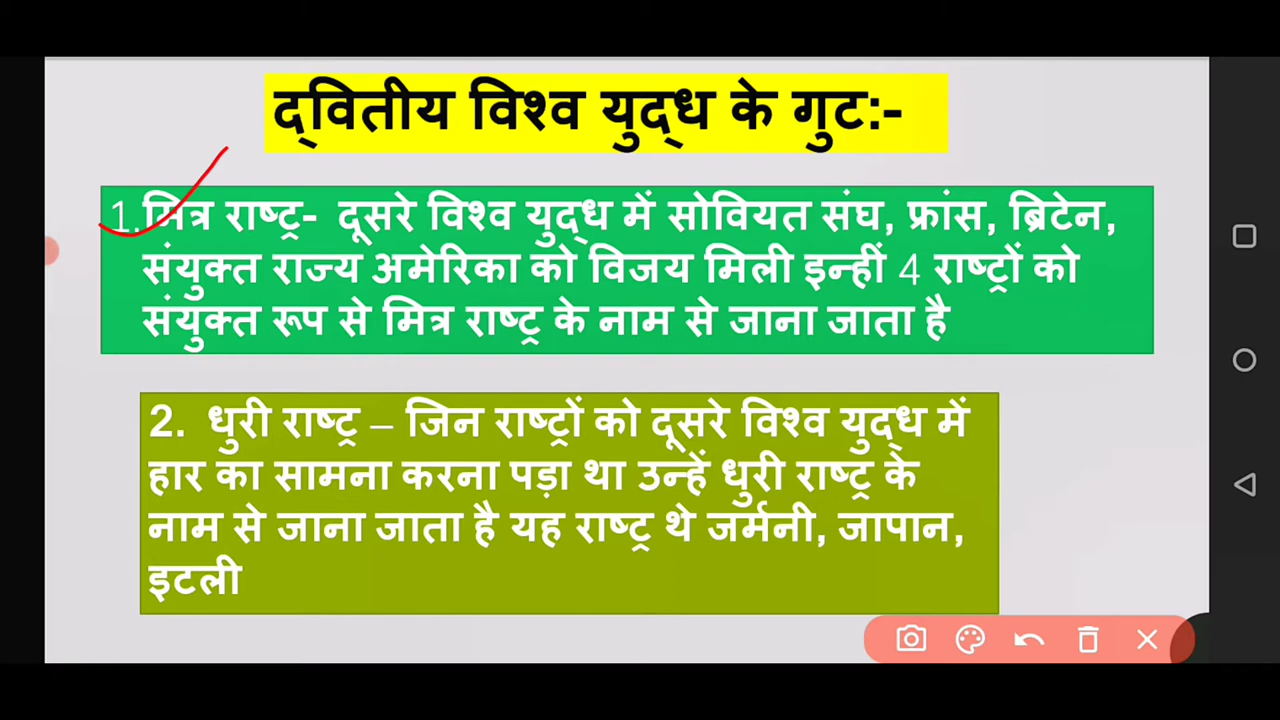 द्वितीय विश्व युद्ध के गुट:-
1. मित्र राष्ट्र- दूसरे विश्व युद्ध में सोवियत संघ, फ्रांस, ब्रिटेन,
संयुक्त राज्य अमेरिका को विजय मिली इन्हीं 4 राष्ट्रों को
संयुक्त रूप से मित्र राष्ट्र के नाम से जाना जाता है
2. धुरी राष्ट्र – जिन राष्ट्रों को दूसरे विश्व युद्ध में
हार का सामना करना पड़ा था उन्हें धुरी राष्ट्र के
नाम से जाना जाता है यह राष्ट्र थे जर्मनी, जापान,
इटली